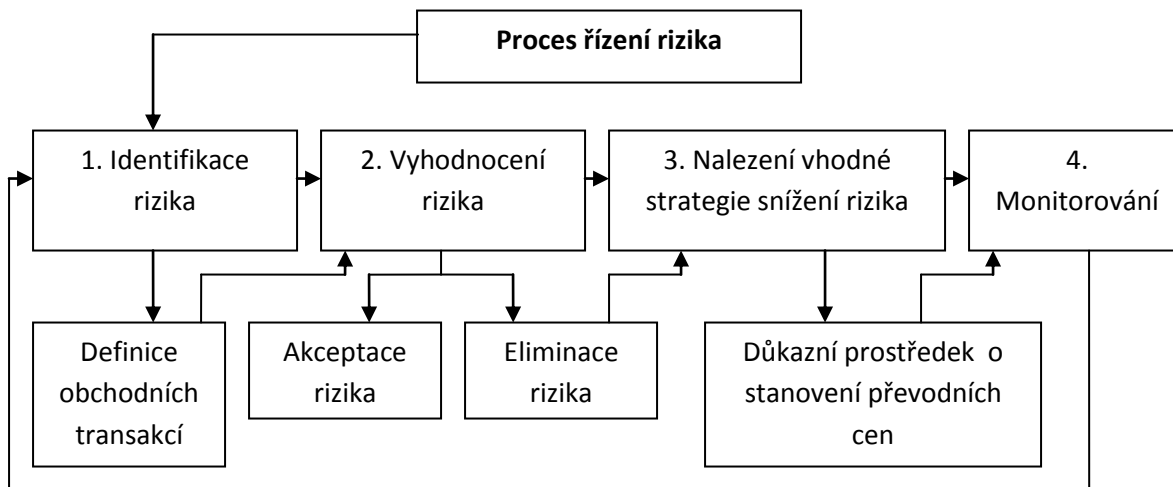 Proces řízení rizika
1. Identifikace
rizika
2. Vyhodnocení
rizika
3. Nalezení vhodné
strategie snížení rizika
4.
Monitorování
Definice
obchodních
transakcí
Akceptace
rizika
Eliminace
rizika
Důkazní prostředek o
stanovení převodních
cen